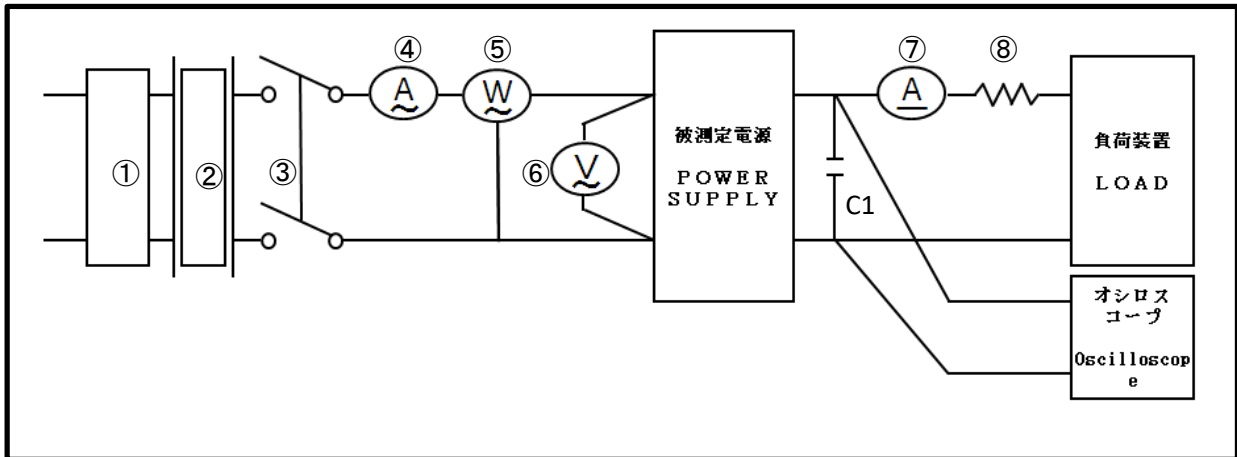 ④
⑤
⑦
⑧
A
~
W
~
A
被測定電源
POWER
SUPPLY
負荷装置
LOAD
①
②
③
⑥
V
~
C1
オシロス
コープ
Oscilloscop
e